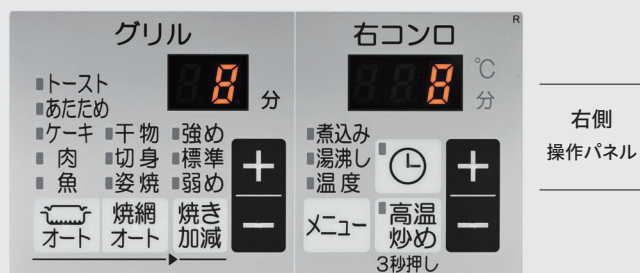 グリル
8
分
トースト
あたため
ケーキ
肉
魚
干物
切身
姿焼
強め
標準
弱め
+
-
オート
焼網
オート
焼き
加減
右コンロ
R
8
℃
分
煮込み
湯沸し
温度
メニュー
高温
炒め
3秒押し
+
-
右側
操作パネル